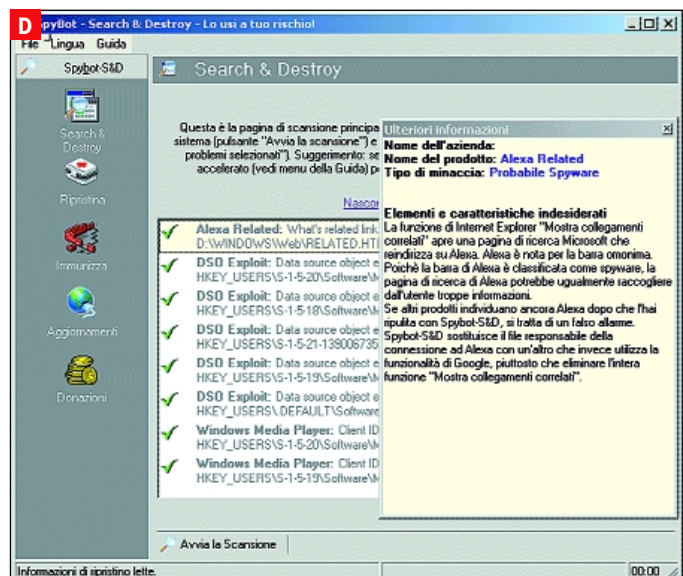 D
pyBot - Search & Destroy - Lo usi a tuo rischio!
File Lingua Guida
Spybot-S&D
Search &
Destroy
Ripristina
Immunizza
Aggiornamenti
Donazioni
Search & Destroy
Questa è la pagina di scansione principa
sistema (pulsante "Avvia la scansione") e
problemi selezionati") Suggerimento: se
accelerato (vedi menu della Guida) p
Nascor
Alexa Related: What's related link
D:\WINDOWS\Web\RELATED.HTI
DSO Exploit: Data source object e
HKEY_USERS\S-1-5-20\Software\M
DSO Exploit: Data source object e
HKEY_USERS\S-1-5-18\Software\M
DSO Exploit: Data source object e
HKEY_USERS\S-1-5-21-139006735
DSO Exploit: Data source object e
HKEY_USERS\S-1-5-19\Software\M
DSO Exploit: Data source object e
HKEY_USERS\.DEFAULT\Software
Windows Media Player: Client ID
HKEY_USERS\S-1-5-20\Software\M
Windows Media Player: Client ID
HKEY_USERS\S-1-5-19\Software\M
Ulteriori informazioni
Nome dell'azienda:
Nome del prodotto: Alexa Related
Tipo di minaccia: Probabile Spyware
Elementi e caratteristiche indesiderati
La funzione di Internet Explorer "Mostra collegamenti
correlati" apre una pagina di ricerca Microsoft che
reindirizza su Alexa. Alexa è nota per la barra omonima.
Poichè la barra di Alexa è classificata come spyware, la
pagina di ricerca di Alexa potrebbe ugualmente raccogliere
dall'utente troppe informazioni.
Se altri prodotti individuano ancora Alexa dopo che l'hai
ripulita con Spybot-S&D, si tratta di un falso allarme.
Spybot-S&D sostituisce il file responsabile della
connessione ad Alexa con un'altro che invece utilizza la
funzionalità di Google, piuttosto che eliminare l'intera
funzione "Mostra collegamenti correlati".
Avvia la Scansione
Informazioni di ripristino lette.
00:00